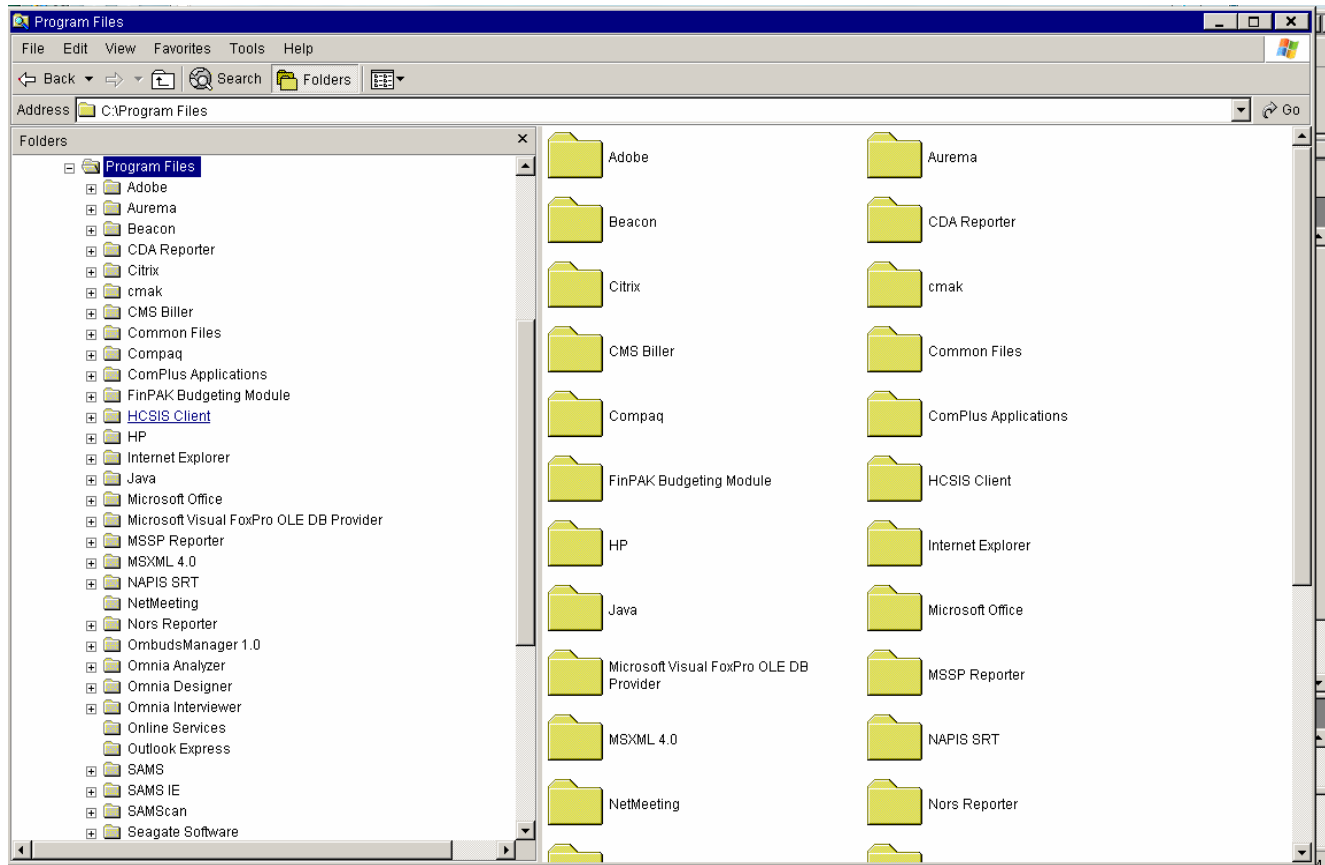 Program Files
File Edit View Favorites Tools Help
Back Search Folders
Address C:\Program Files Go
Folders
Program Files
Adobe
Aurema
Beacon
CDA Reporter
Citrix
cmak
CMS Biller
Common Files
Compaq
ComPlus Applications
FinPAK Budgeting Module
HCSIS Client
HP
Internet Explorer
Java
Microsoft Office
Microsoft Visual FoxPro OLE DB Provider
MSSP Reporter
MSXML 4.0
NAPIS SRT
NetMeeting
Nors Reporter
OmbudsManager 1.0
Omnia Analyzer
Omnia Designer
Omnia Interviewer
Online Services
Outlook Express
SAMS
SAMS IE
SAMScan
Seagate Software
Adobe Aurema
Beacon CDA Reporter
Citrix cmak
CMS Biller Common Files
Compaq ComPlus Applications
FinPAK Budgeting Module HCSIS Client
HP Internet Explorer
Java Microsoft Office
Microsoft Visual FoxPro OLE DB
Provider MSSP Reporter
MSXML 4.0 NAPIS SRT
NetMeeting Nors Reporter